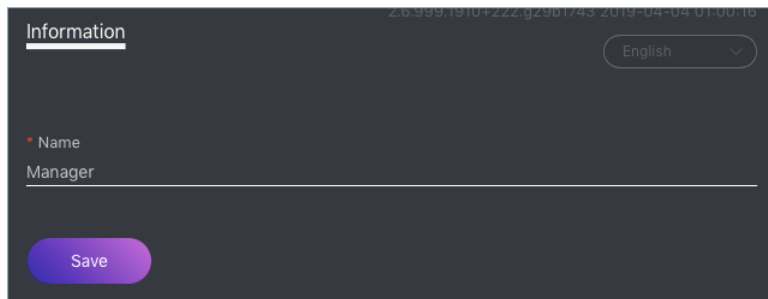 2.6.999.1910+222.g29b1743 2019-04-04 01:00:16
Information
English
* Name
Manager
Save